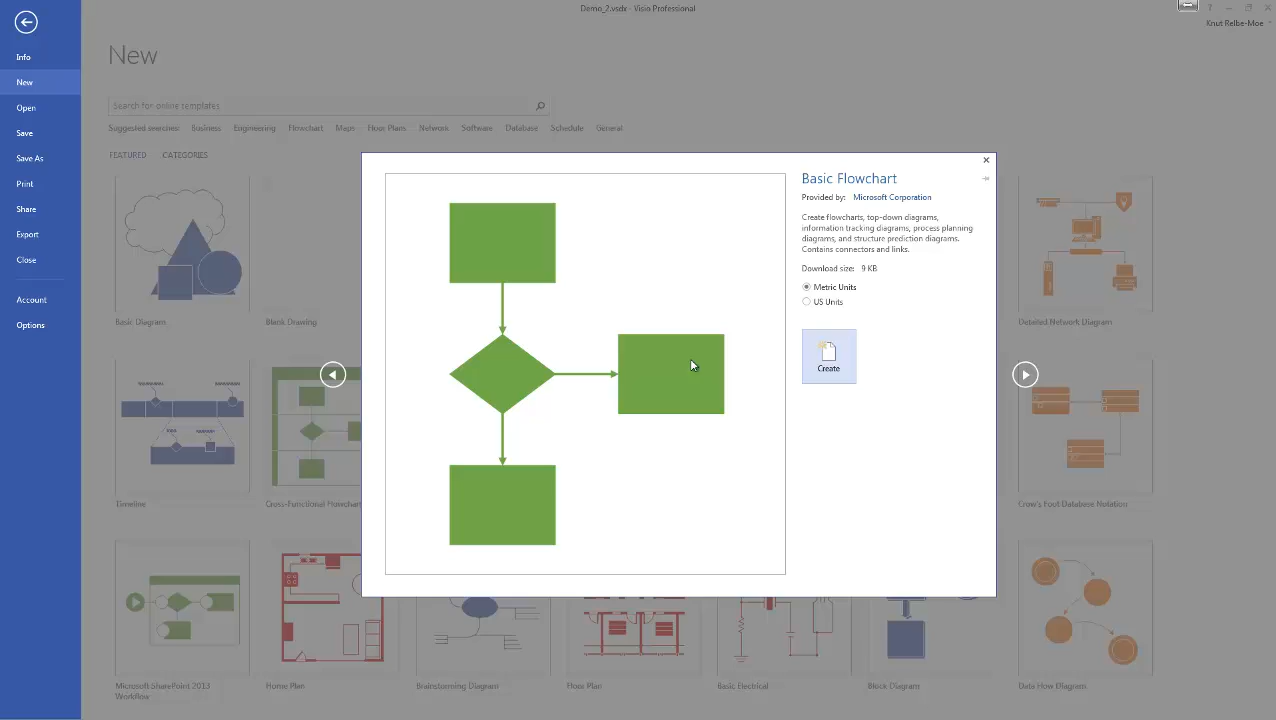 Demo_2.vsdx - Visio Professional
?
Knut Relbe-Moe
Info
New
Open
Save
Save As
Print
Share
Export
Close
Account
Options
New
Search for online templates
Suggested searches: Business Engineering Flowchart Maps Floor Plans Network Software Database Schedule General
FEATURED CATEGORIES
Basic Diagram
Blank Drawing
Detailed Network Diagram
Timeline
Cross-Functional Flowchart
Crow's Foot Database Notation
Microsoft SharePoint 2013
Workflow
Home Plan
Brainstorming Diagram
Floor Plan
Basic Electrical
Block Diagram
Data Flow Diagram
Basic Flowchart
Provided by: Microsoft Corporation
Create flowcharts, top-down diagrams,
information tracking diagrams, process planning
diagrams, and structure prediction diagrams.
Contains connectors and links.
Download size: 9 KB
Metric Units
US Units
Create